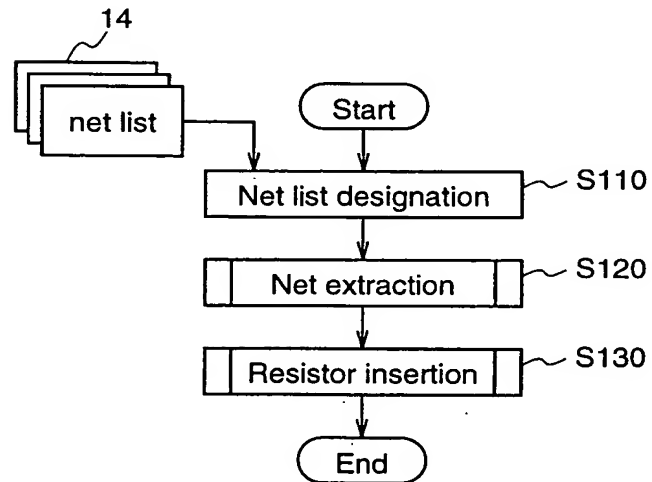 14
net list
Start
Net list designation
S110
Net extraction
S120
Resistor insertion
S130
End